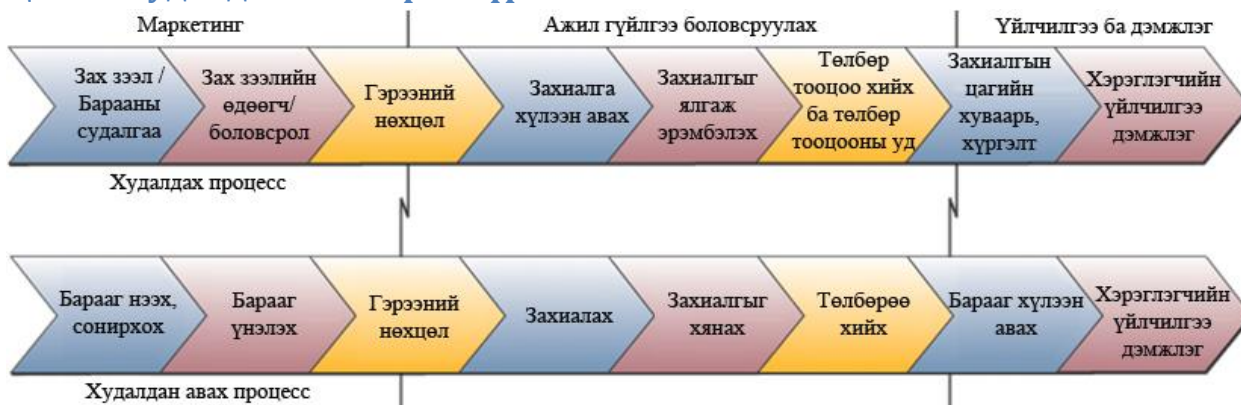 Маркетинг
Ажил гүйлгээ боловсруулах
Үйлчилгээ ба дэмжлэг
Зах зээл /
Барааны
судалгаа
Зах зээлийн
өдөөгч/
боловсрол
Гэрээний
нөхцөл
Захиалга
хүлээн авах
Захиалгыг
ялгаж
эрэмбэлэх
Төлбөр
тооцоо хийх
ба төлбөр
тооцооны уд
Захиалгын
цагийн
хуваарь,
хүргэлт
Хэрэглэгчийн
үйлчилгээ
дэмжлэг
Худалдах процесс
Барааг нээх,
сонирхох
Барааг
үнэлэх
Гэрээний
нөхцөл
Захиалах
Захиалгыг
хянах
Төлбөрөө
хийх
Барааг хүлээн
авах
Хэрэглэгчийн
үйлчилгээ
дэмжлэг
Худалдан авах процесс